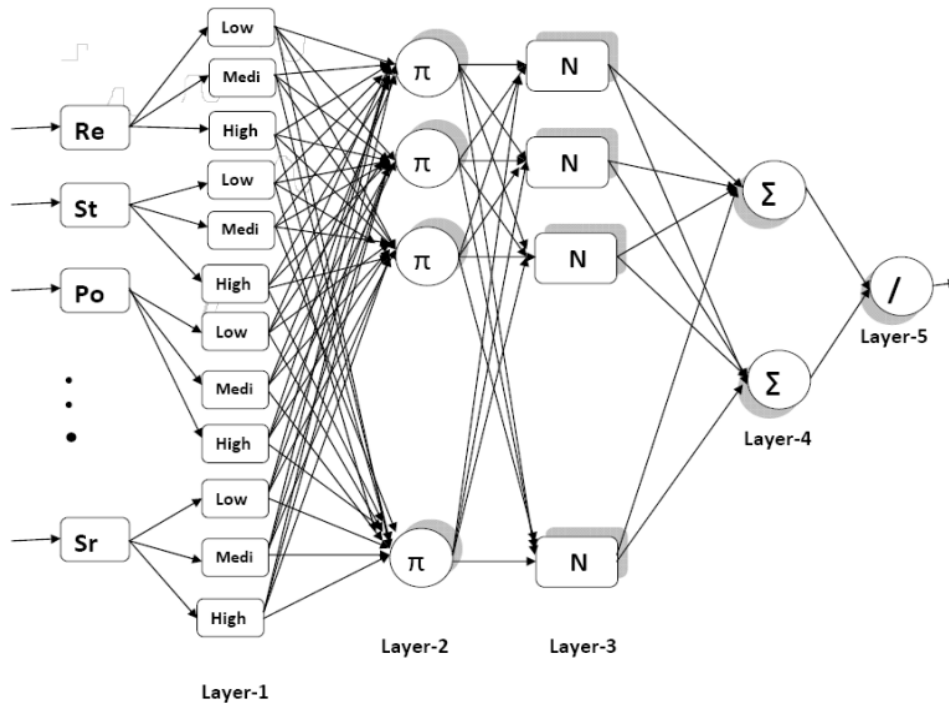 Re
St
Po
Sr
Low
Medi
High
Low
Medi
High
Low
Medi
High
Low
Medi
High
Layer-1
π
π
π
π
Layer-2
N
N
N
N
Layer-3
Σ
Σ
Layer-4
/
Layer-5